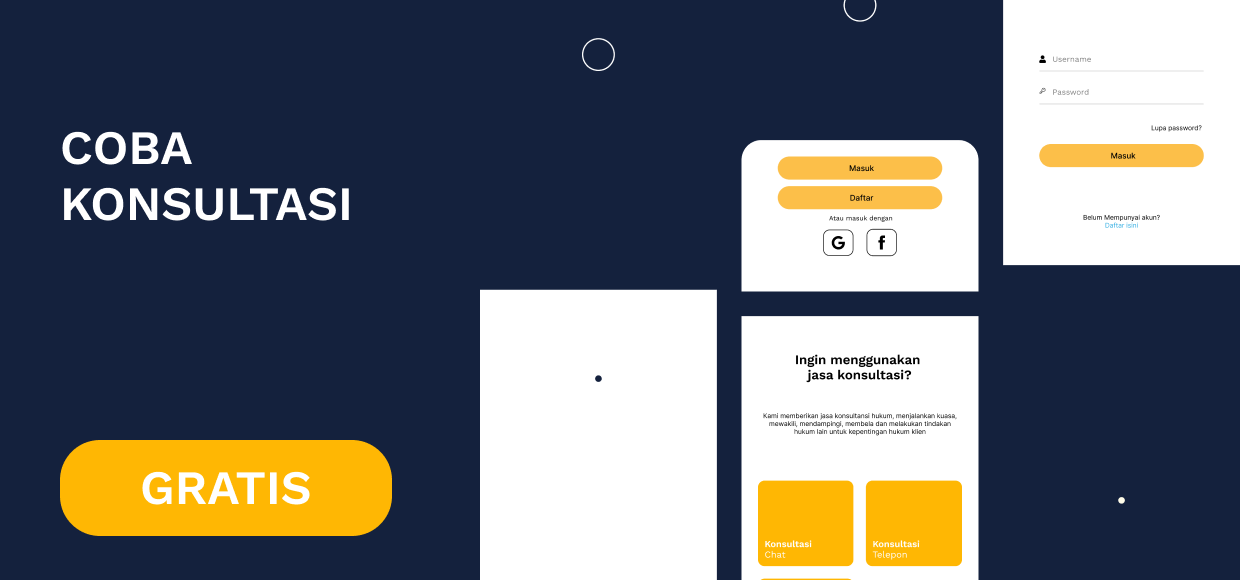 COBA
KONSULTASI
GRATIS
Masuk
Daftar
Atau masuk dengan
G
f
Ingin menggunakan
jasa konsultasi?
Kami memberikan jasa konsultansi hukum, menjalankan kuasa,
mewakili, mendampingi, membela dan melakukan tindakan
hukum lain untuk kepentingan hukum klien
Konsultasi
Chat
Konsultasi
Telepon
Username
Password
Lupa password?
Masuk
Belum Mempunyai akun?
Daftar isini